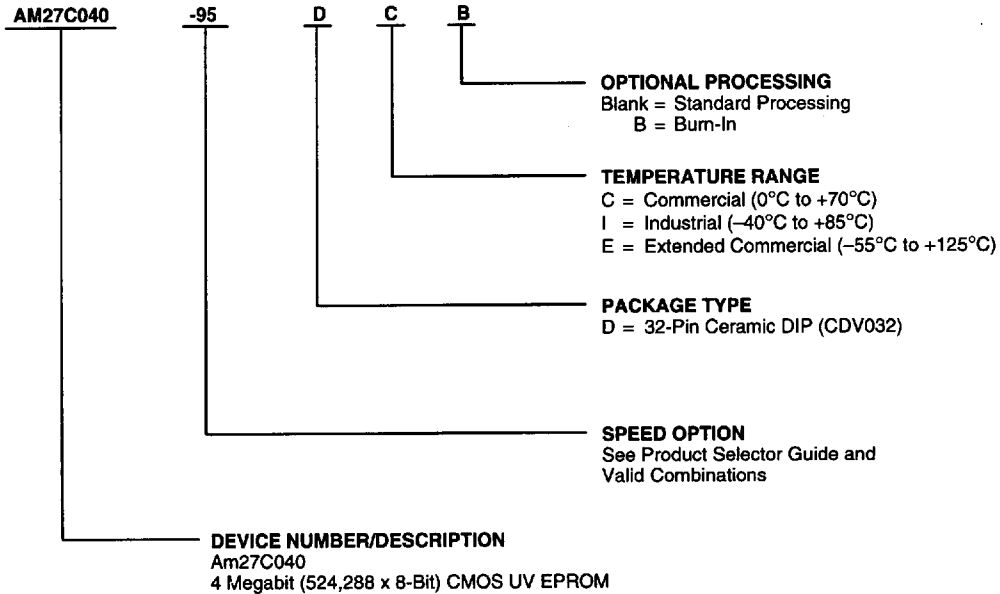 AM27C040 -95 D C B
OPTIONAL PROCESSING
Blank = Standard Processing
B = Burn-In
TEMPERATURE RANGE
C = Commercial (0°C to +70°C)
I = Industrial (–40°C to +85°C)
E = Extended Commercial (–55°C to +125°C)
PACKAGE TYPE
D = 32-Pin Ceramic DIP (CDV032)
SPEED OPTION
See Product Selector Guide and
Valid Combinations
DEVICE NUMBER/DESCRIPTION
Am27C040
4 Megabit (524,288 x 8-Bit) CMOS UV EPROM